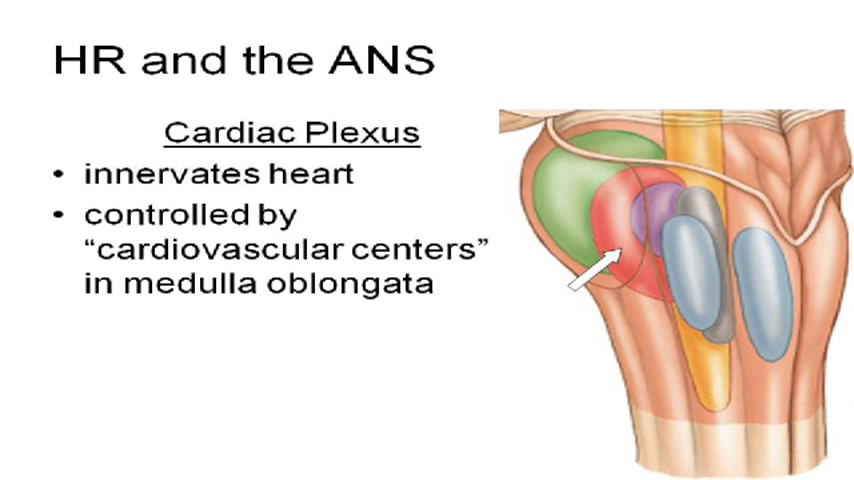 HR and the ANS
Cardiac Plexus
• innervates heart
• controlled by
“cardiovascular centers”
in medulla oblongata